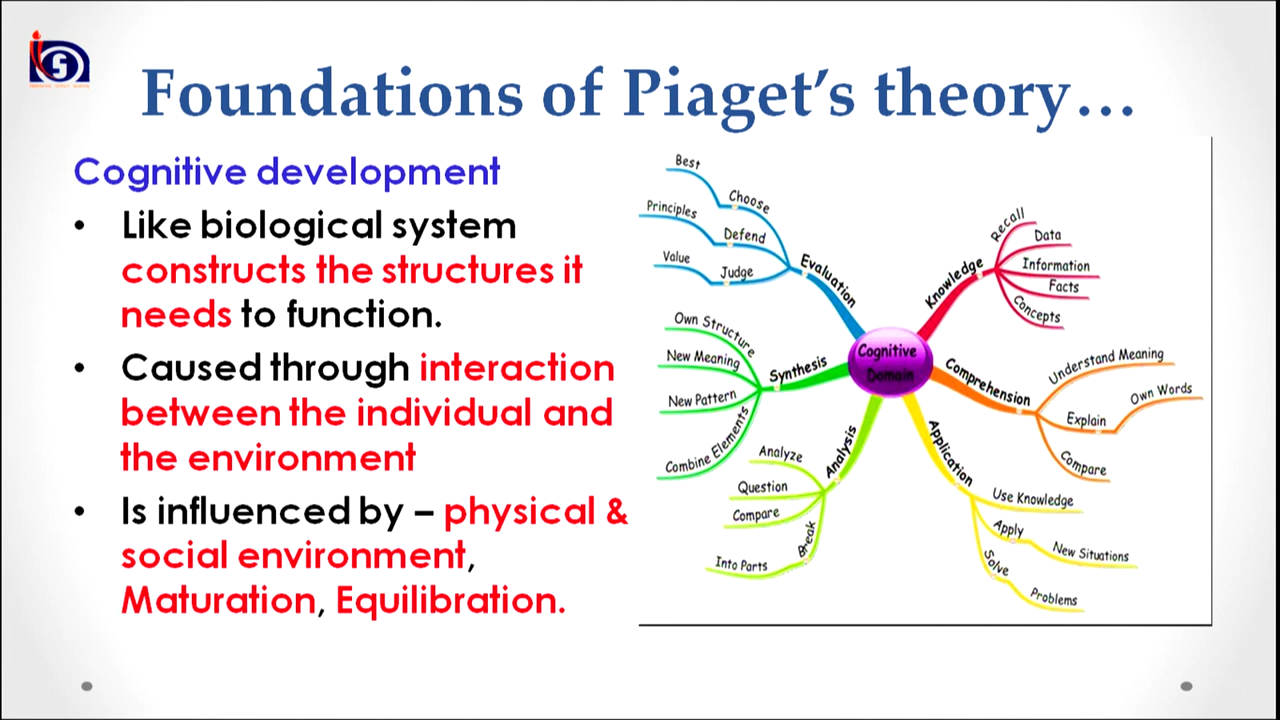 Foundations of Piaget's theory…
Cognitive development
• Like biological system
constructs the structures it
needs to function.
• Caused through interaction
between the individual and
the environment
• Is influenced by – physical &
social environment,
Maturation, Equilibration.
Cognitive
Domain
Knowledge
Recall
Data
Information
Facts
Concepts
Comprehension
Understand Meaning
Explain
Own Words
Compare
Application
Use Knowledge
Apply
New Situations
Solve
Problems
Analysis
Analyze
Question
Compare
Break
Into Parts
Synthesis
Own Structure
New Meaning
New Pattern
Combine Elements
Evaluation
Choose
Best
Defend
Principles
Judge
Value